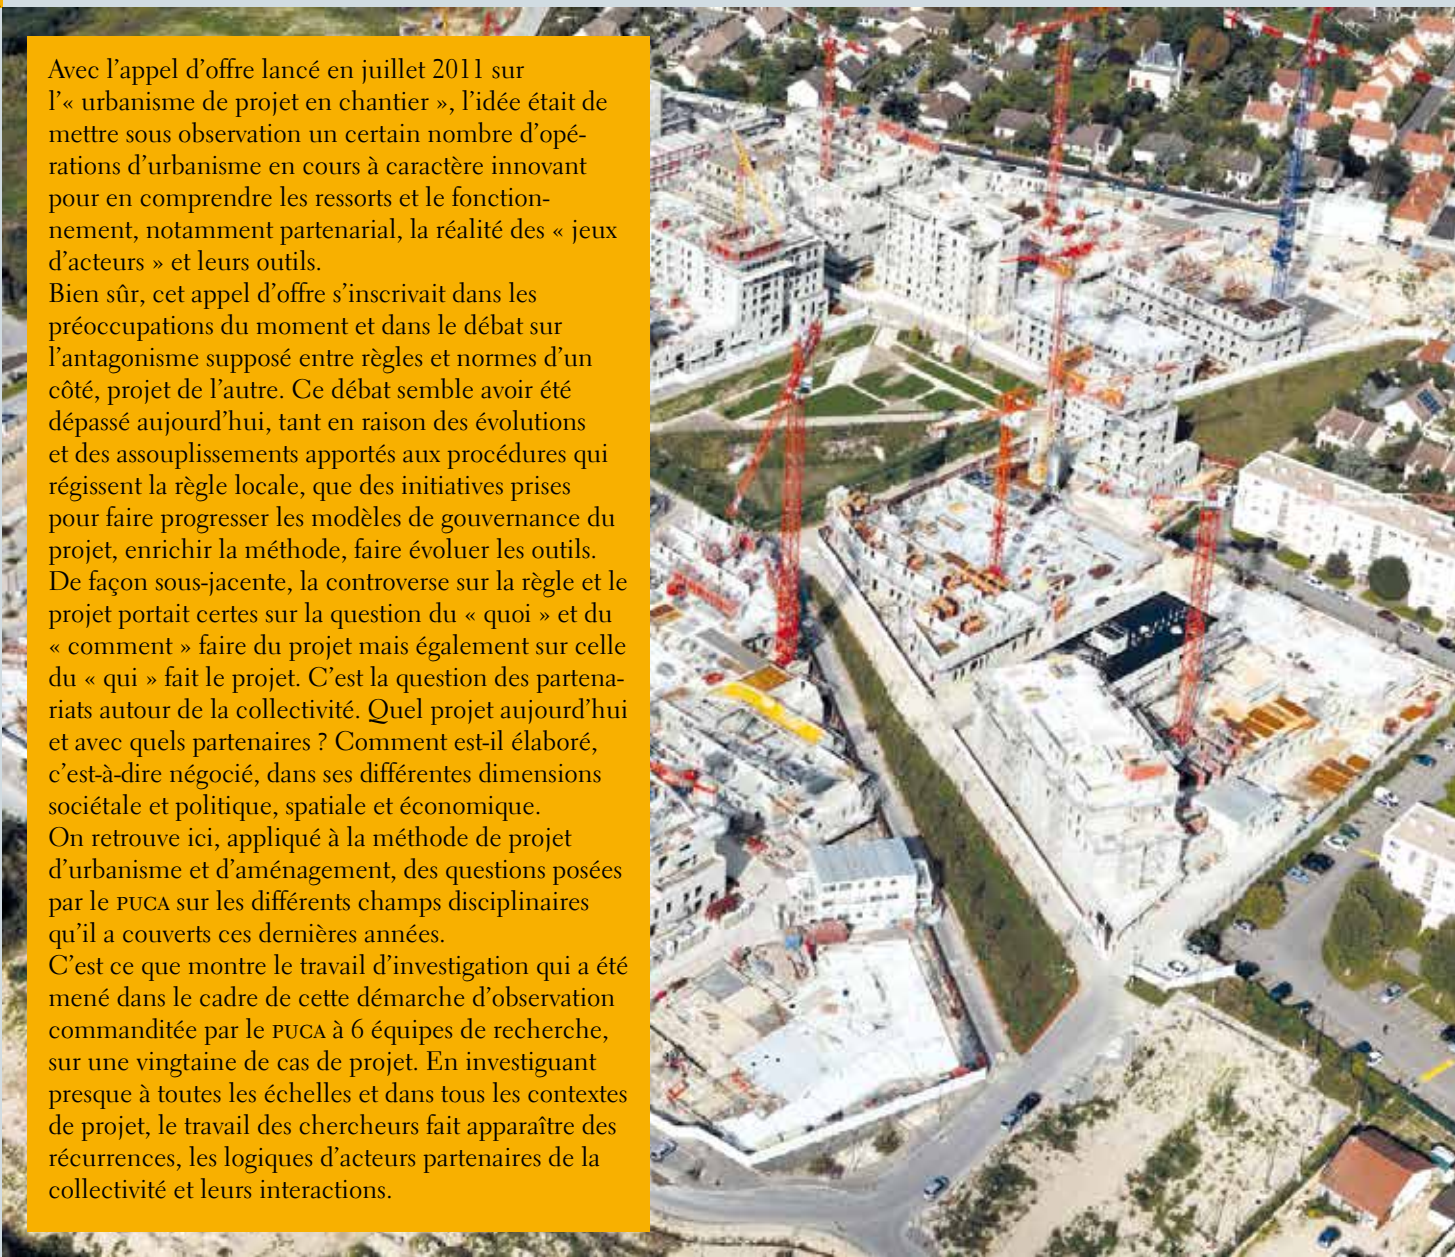 Avec l’appel d’offre lancé en juillet 2011 sur
l’« urbanisme de projet en chantier », l’idée était de
mettre sous observation un certain nombre d’opé-
rations d’urbanisme en cours à caractère innovant
pour en comprendre les ressorts et le fonction-
nement, notamment partenarial, la réalité des « jeux
d’acteurs » et leurs outils.
Bien sûr, cet appel d’offre s’inscrivait dans les
préoccupations du moment et dans le débat sur
l’antagonisme supposé entre règles et normes d’un
côté, projet de l’autre. Ce débat semble avoir été
dépassé aujourd’hui, tant en raison des évolutions
et des assouplissements apportés aux procédures qui
régissent la règle locale, que des initiatives prises
pour faire progresser les modèles de gouvernance du
projet, enrichir la méthode, faire évoluer les outils.
De façon sous-jacente, la controverse sur la règle et le
projet portait certes sur la question du « quoi » et du
« comment » faire du projet mais également sur celle
du « qui » fait le projet. C’est la question des partena-
riats autour de la collectivité. Quel projet aujourd’hui
et avec quels partenaires ? Comment est-il élaboré,
c’est-à-dire négocié, dans ses différentes dimensions
sociétale et politique, spatiale et économique.
On retrouve ici, appliqué à la méthode de projet
d’urbanisme et d’aménagement, des questions posées
par le PUCA sur les différents champs disciplinaires
qu’il a couverts ces dernières années.
C’est ce que montre le travail d’investigation qui a été
mené dans le cadre de cette démarche d’observation
commanditée par le PUCA à 6 équipes de recherche,
sur une vingtaine de cas de projet. En investiguant
presque à toutes les échelles et dans tous les contextes
de projet, le travail des chercheurs fait apparaître des
récurrences, les logiques d’acteurs partenaires de la
collectivité et leurs interactions.